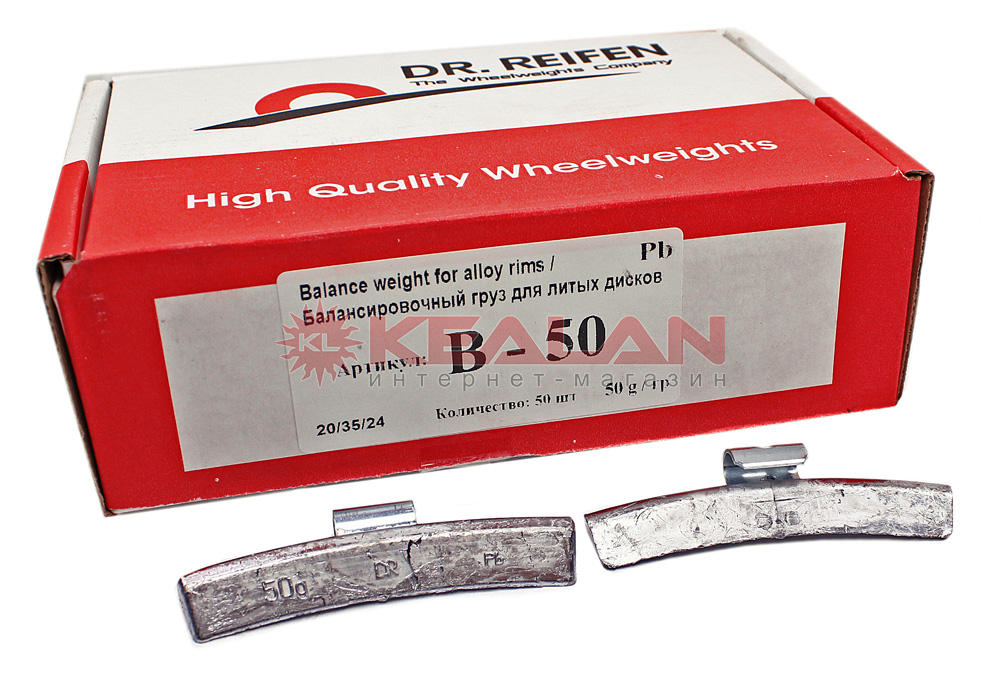 DR. REIFEN
The Wheelweights Company
High Quality Wheelweights
Pb
Balance weight for alloy rims /
Балансировочный груз для литых дисков
KL KEALAN
Артикул: B - 50
интернет-магазин
Количество: 50 шт 50 g / гр
20/35/24
50g DR Pb